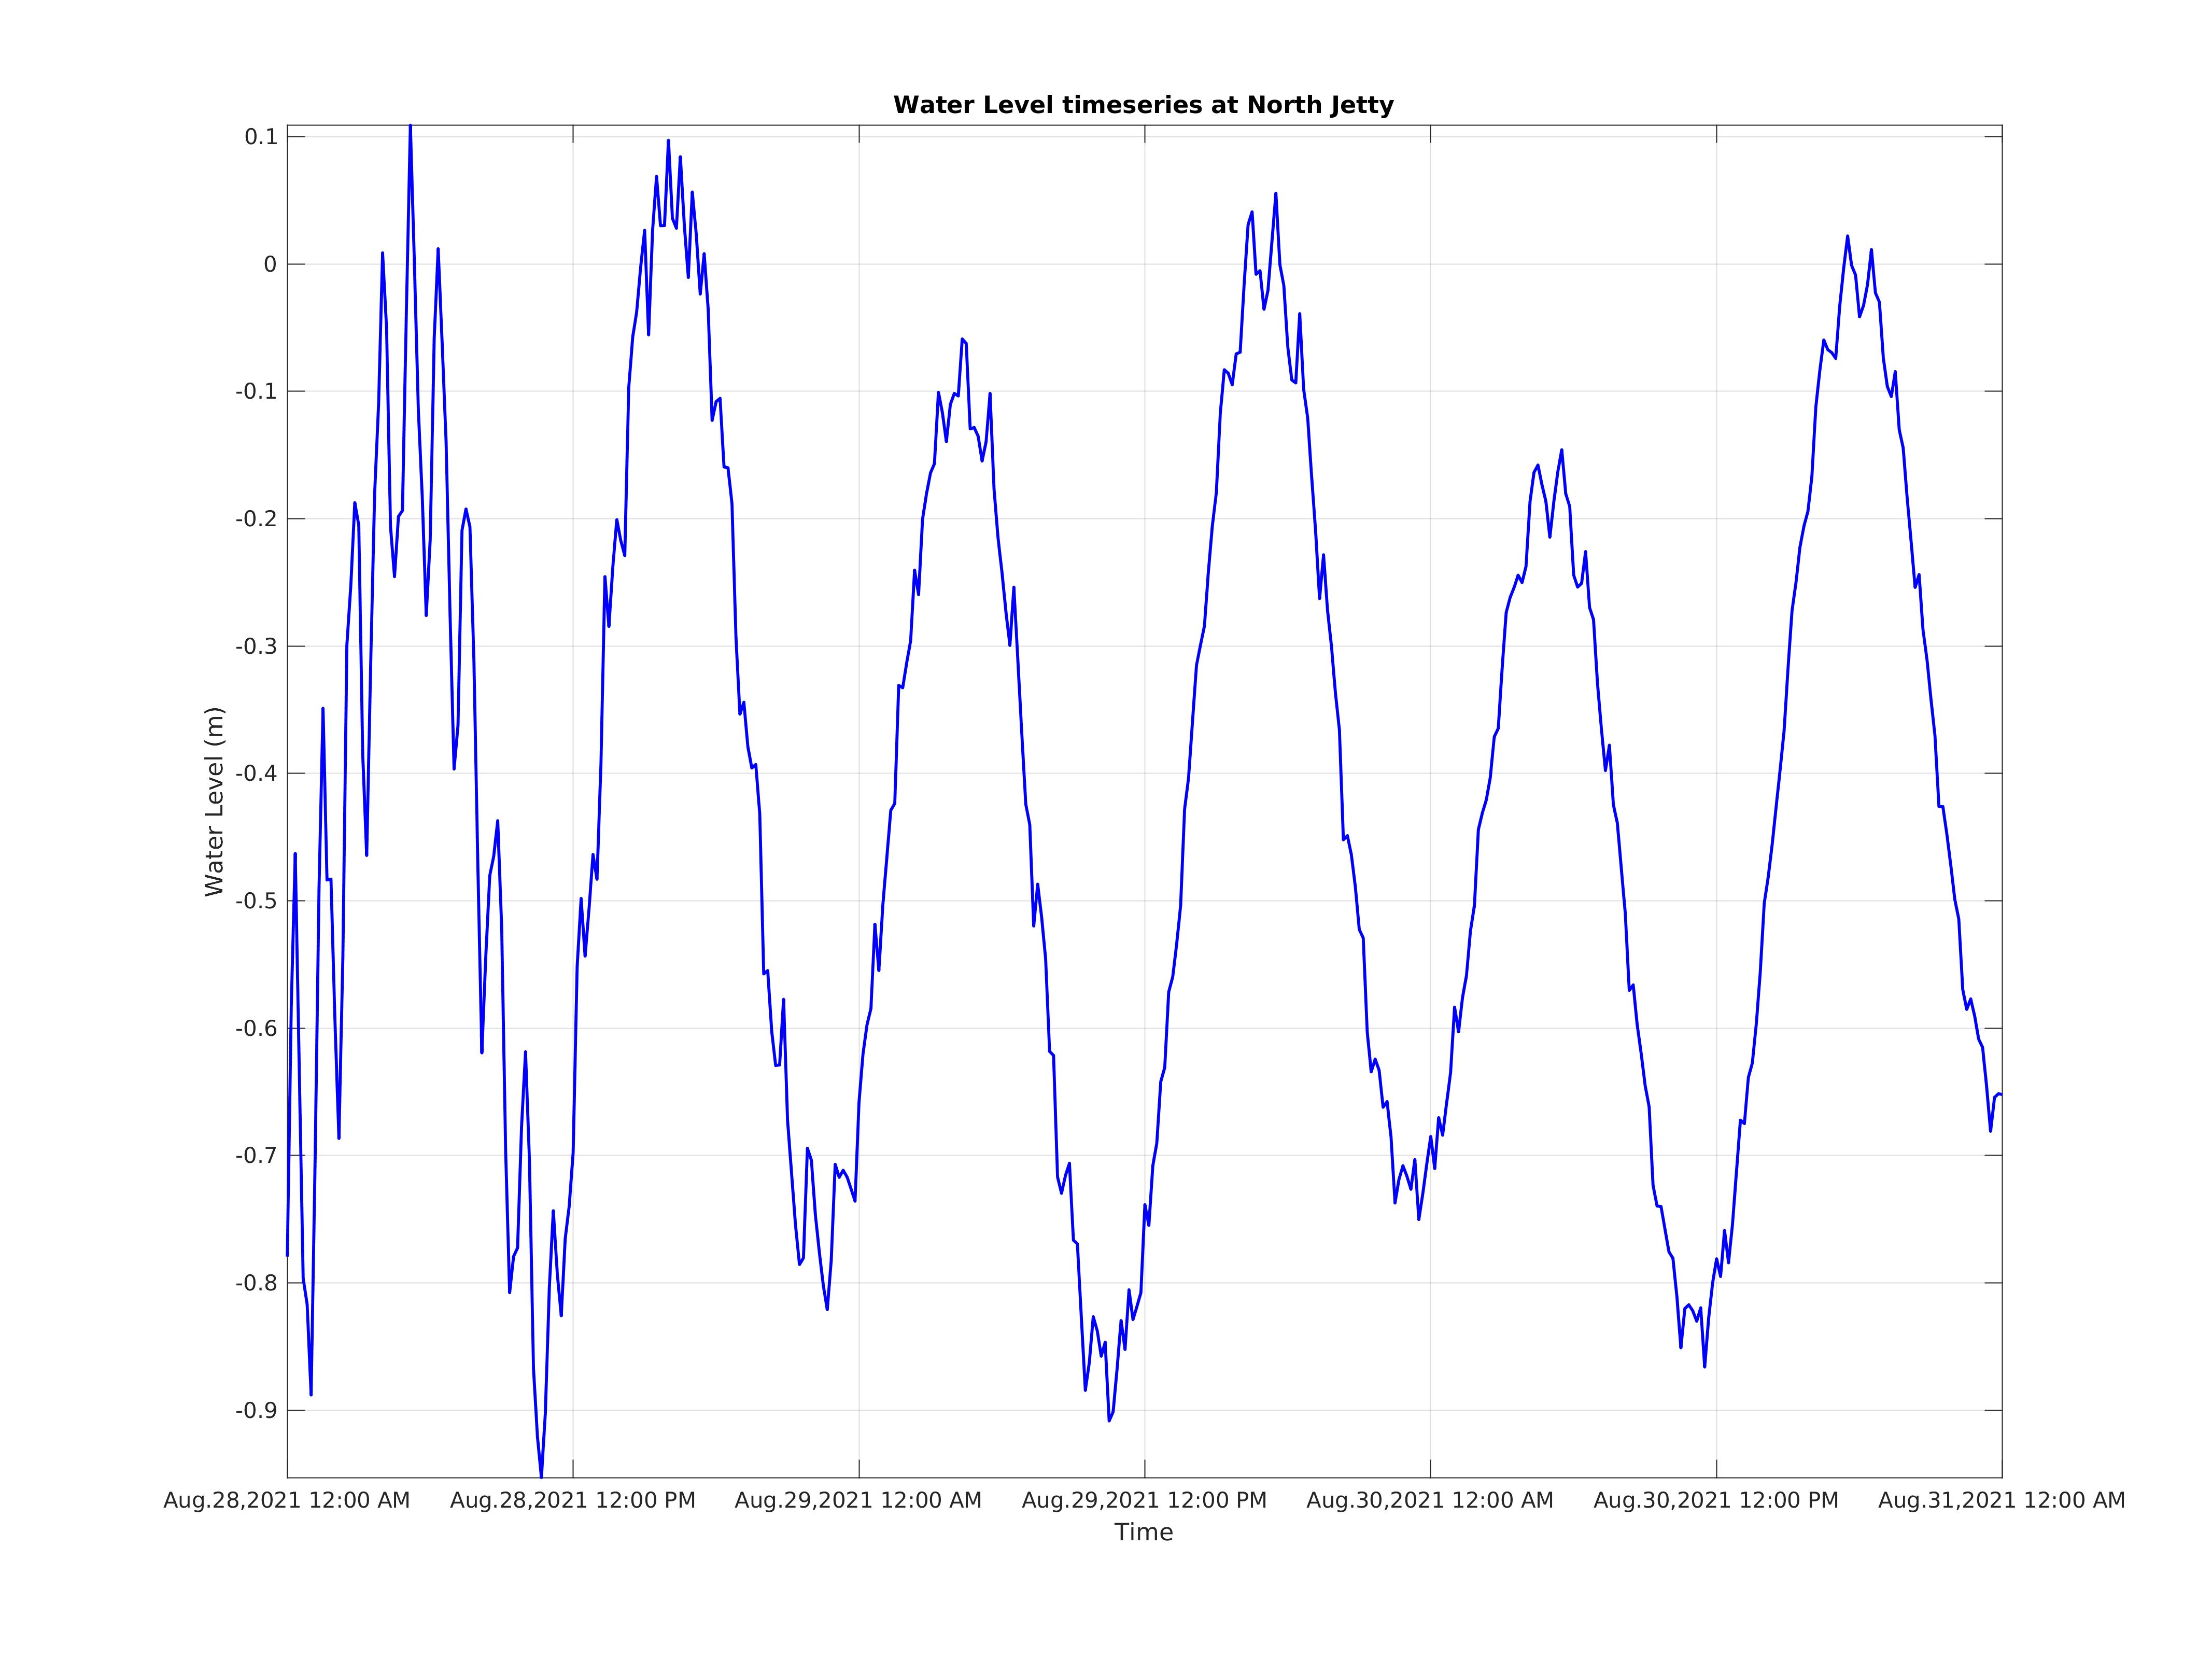 Water Level timeseries at North Jetty
0.1
0
-0.1
-0.2
-0.3
-0.4
-0.5
-0.6
-0.7
-0.8
-0.9
Water Level (m)
Aug.28,2021 12:00 AM
Aug.28,2021 12:00 PM
Aug.29,2021 12:00 AM
Aug.29,2021 12:00 PM
Aug.30,2021 12:00 AM
Aug.30,2021 12:00 PM
Aug.31,2021 12:00 AM
Time